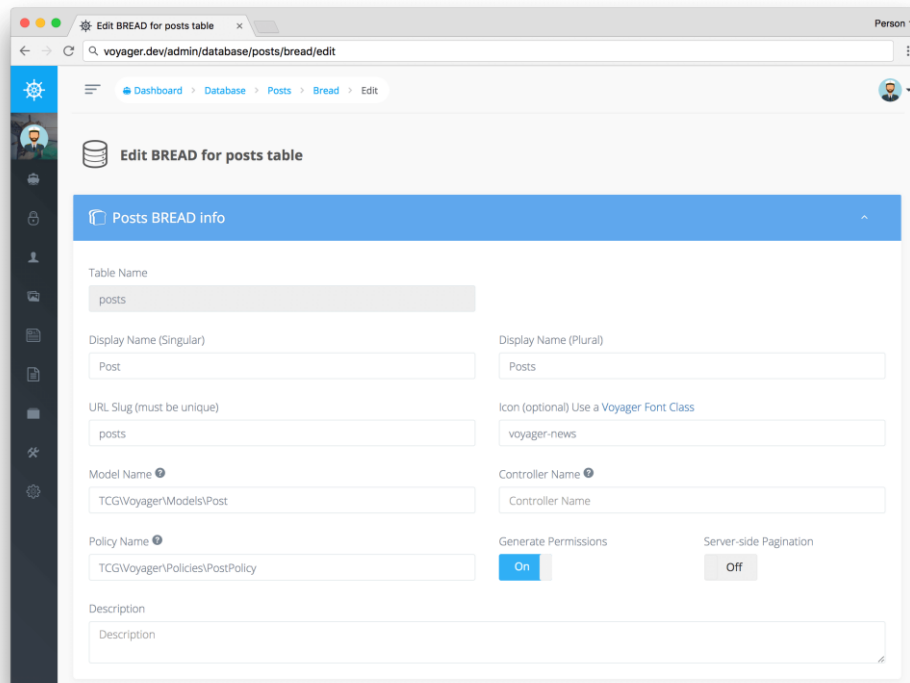 Edit BREAD for posts table
Person
voyager.dev/admin/database/posts/bread/edit
Dashboard > Database > Posts > Bread > Edit
Edit BREAD for posts table
Posts BREAD info
Table Name
posts
Display Name (Singular) Display Name (Plural)
Post Posts
URL Slug (must be unique) Icon (optional) Use a Voyager Font Class
posts voyager-news
Model Name Controller Name
TCG\Voyager\Models\Post Controller Name
Policy Name Generate Permissions Server-side Pagination
TCG\Voyager\Policies\PostPolicy On Off
Description
Description